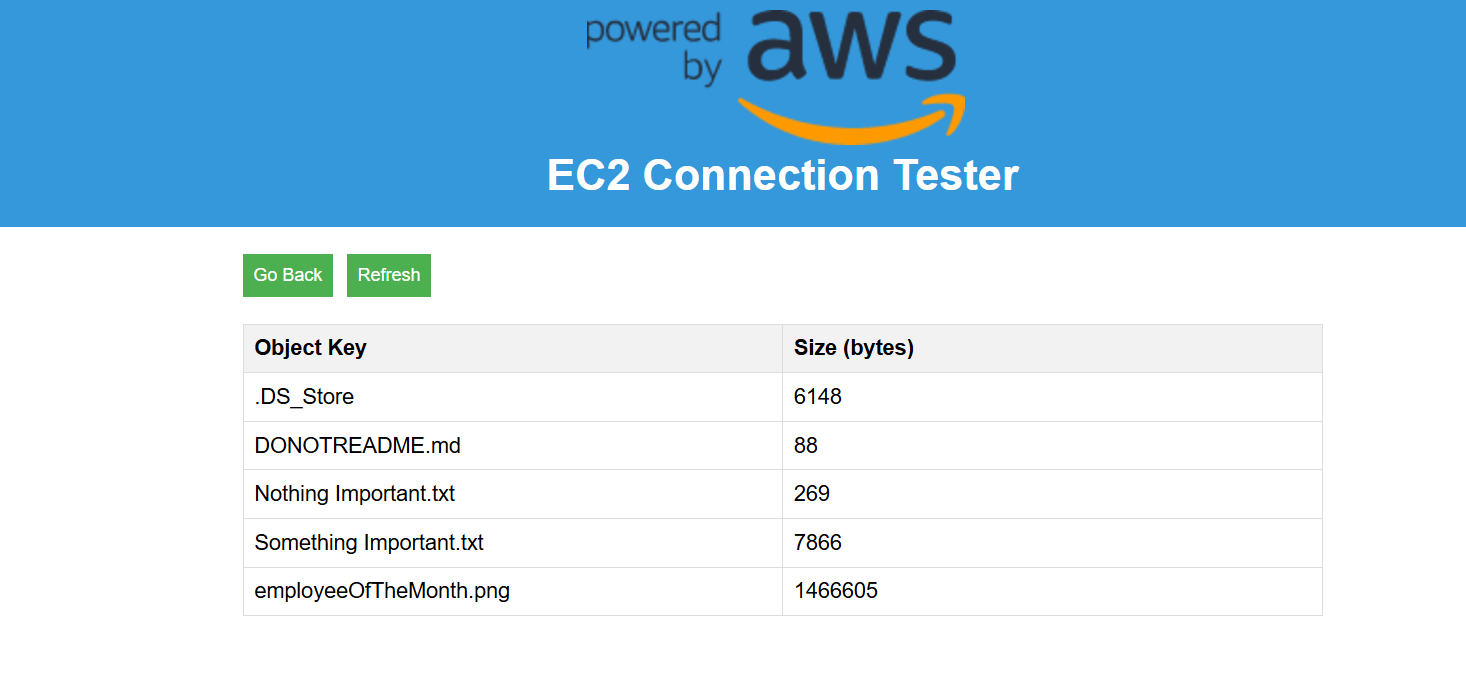 powered
by aws
EC2 Connection Tester
Go Back Refresh
Object Key Size (bytes)
.DS_Store 6148
DONOTREADME.md 88
Nothing Important.txt 269
Something Important.txt 7866
employeeOfTheMonth.png 1466605